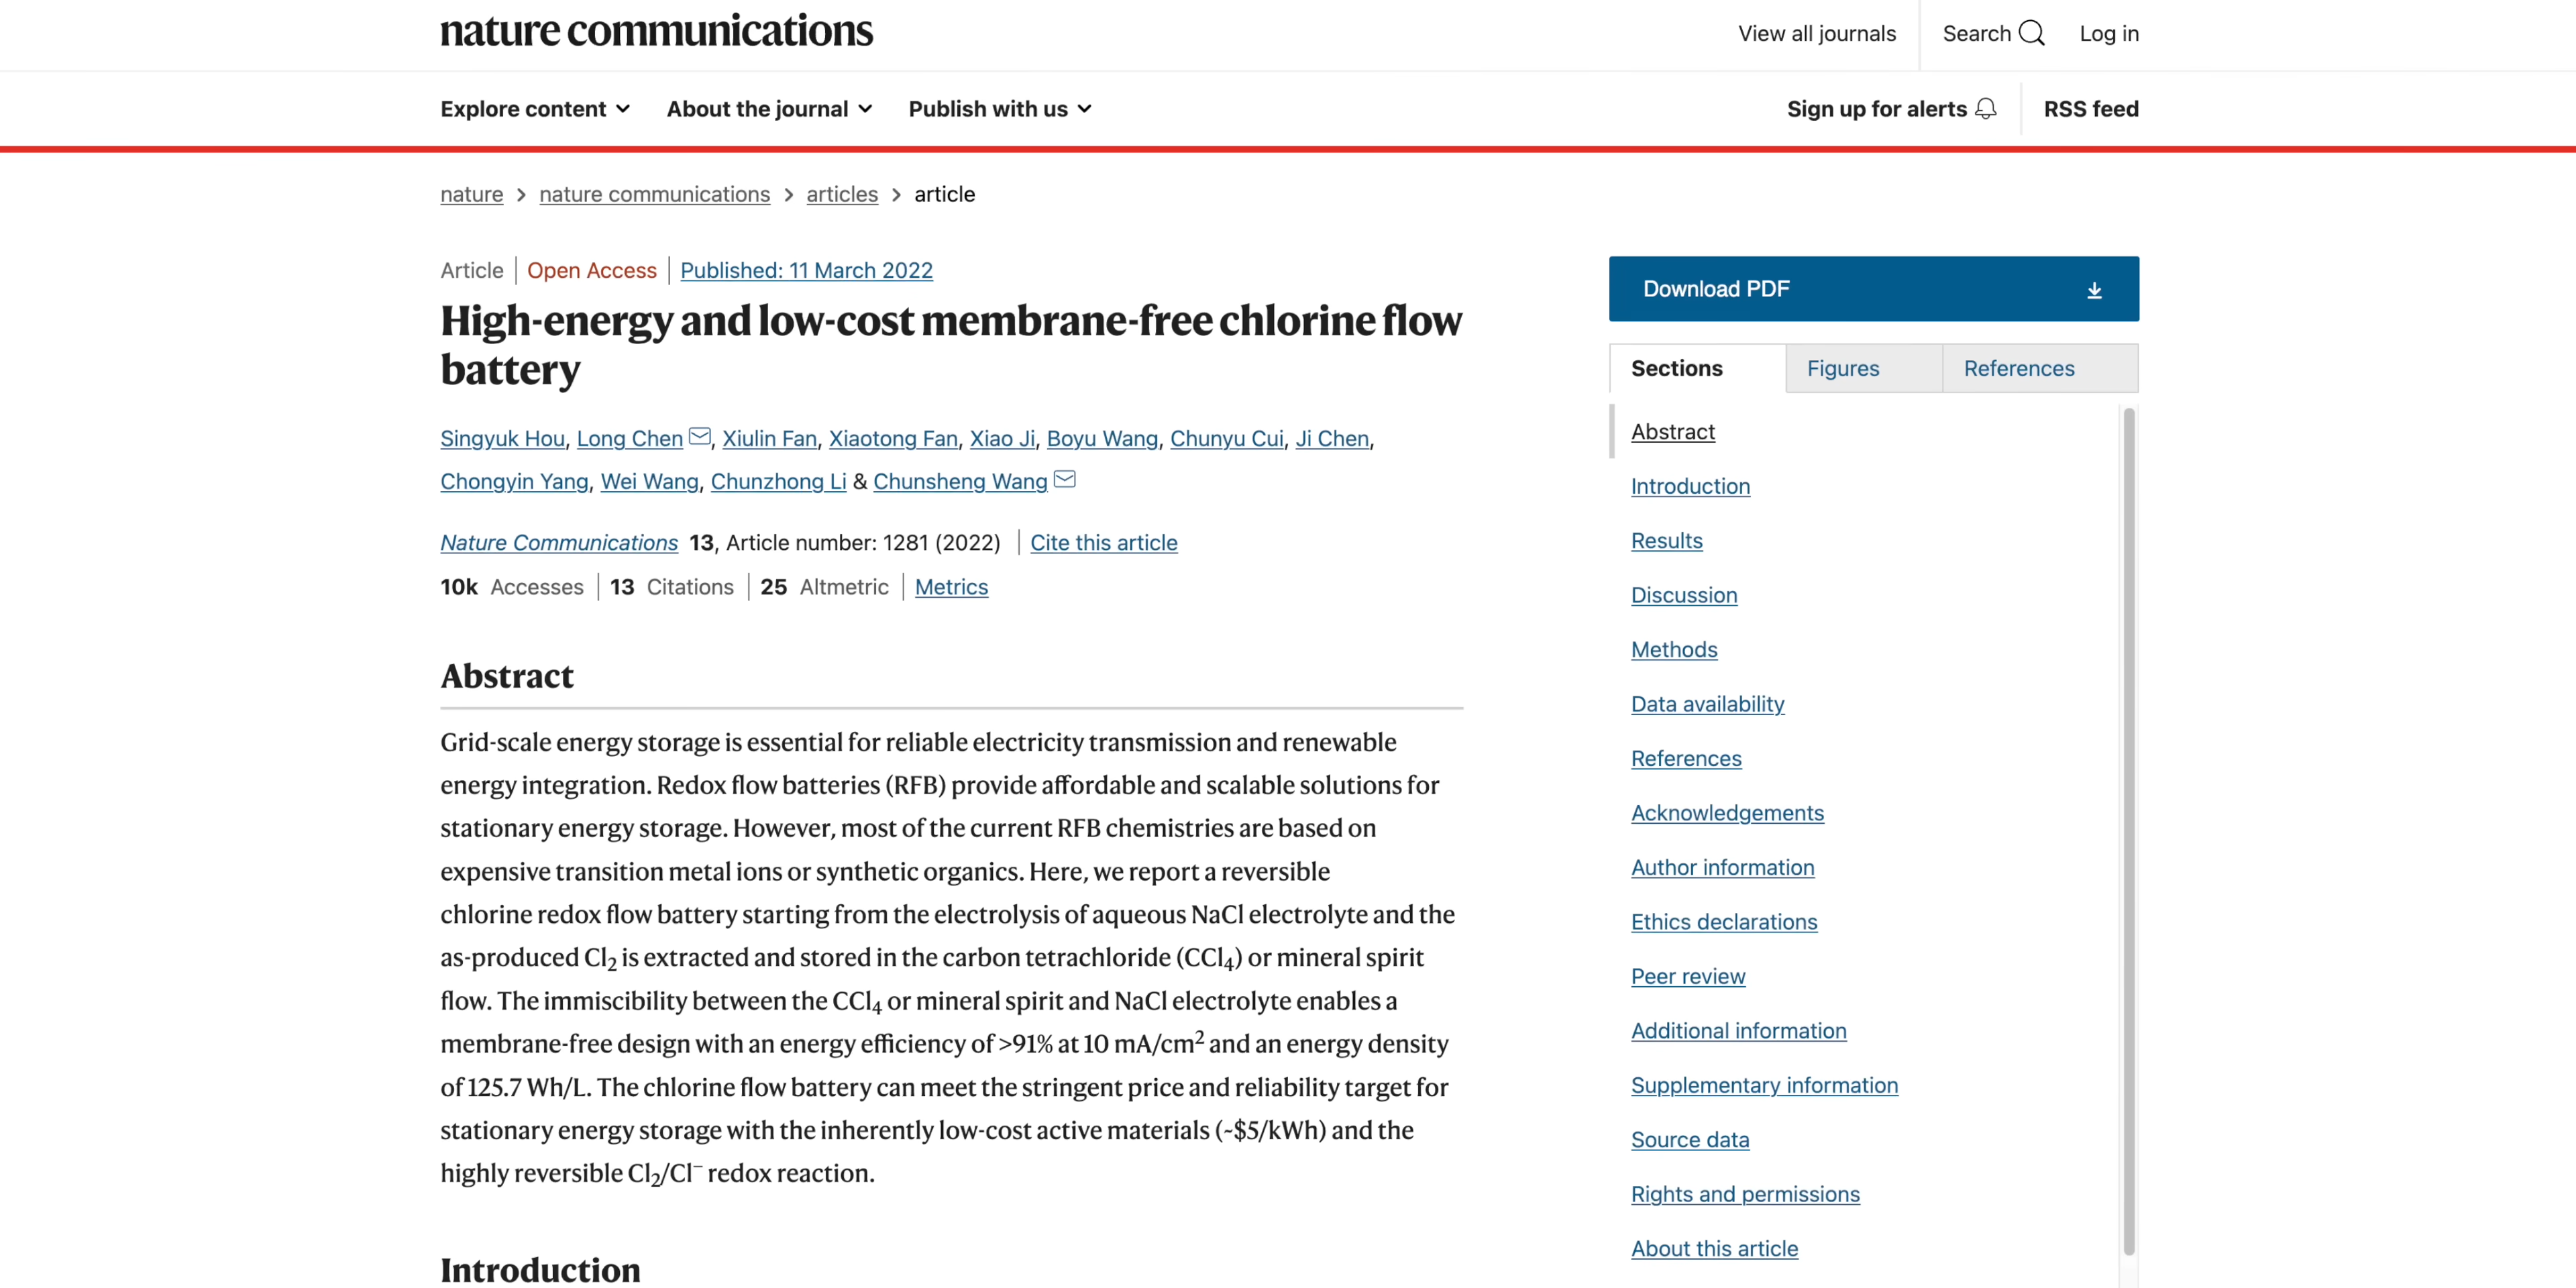 nature communications
View all journals
Search
Log in
Explore content
About the journal
Publish with us
Sign up for alerts
RSS feed
nature > nature communications > articles > article
Article | Open Access | Published: 11 March 2022
High-energy and low-cost membrane-free chlorine flow
battery
Singyuk Hou, Long Chen, Xiulin Fan, Xiaotong Fan, Xiao Ji, Boyu Wang, Chunyu Cui, Ji Chen,
Chongyin Yang, Wei Wang, Chunzhong Li & Chunsheng Wang
Nature Communications 13, Article number: 1281 (2022) | Cite this article
10k Accesses | 13 Citations | 25 Altmetric | Metrics
Abstract
Grid-scale energy storage is essential for reliable electricity transmission and renewable
energy integration. Redox flow batteries (RFB) provide affordable and scalable solutions for
stationary energy storage. However, most of the current RFB chemistries are based on
expensive transition metal ions or synthetic organics. Here, we report a reversible
chlorine redox flow battery starting from the electrolysis of aqueous NaCl electrolyte and the
as-produced Cl₂ is extracted and stored in the carbon tetrachloride (CCl₄) or mineral spirit
flow. The immiscibility between the CCl₄ or mineral spirit and NaCl electrolyte enables a
membrane-free design with an energy efficiency of >91% at 10 mA/cm² and an energy density
of 125.7 Wh/L. The chlorine flow battery can meet the stringent price and reliability target for
stationary energy storage with the inherently low-cost active materials (~$5/kWh) and the
highly reversible Cl₂/Cl⁻ redox reaction.
Introduction
Download PDF
Sections
Figures
References
Abstract
Introduction
Results
Discussion
Methods
Data availability
References
Acknowledgements
Author information
Ethics declarations
Peer review
Additional information
Supplementary information
Source data
Rights and permissions
About this article